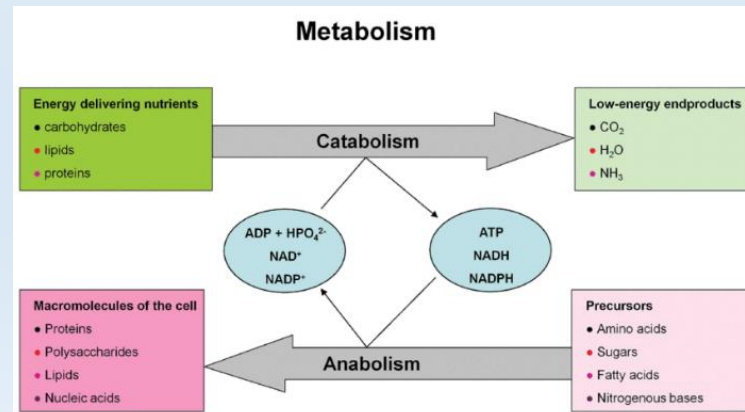 Metabolism
Energy delivering nutrients
● carbohydrates
● lipids
● proteins
Catabolism
Low-energy endproducts
● CO₂
● H₂O
● NH₃
ADP + HPO₄²⁻
NAD⁺
NADP⁺
ATP
NADH
NADPH
Macromolecules of the cell
● Proteins
● Polysaccharides
● Lipids
● Nucleic acids
Anabolism
Precursors
● Amino acids
● Sugars
● Fatty acids
● Nitrogenous bases